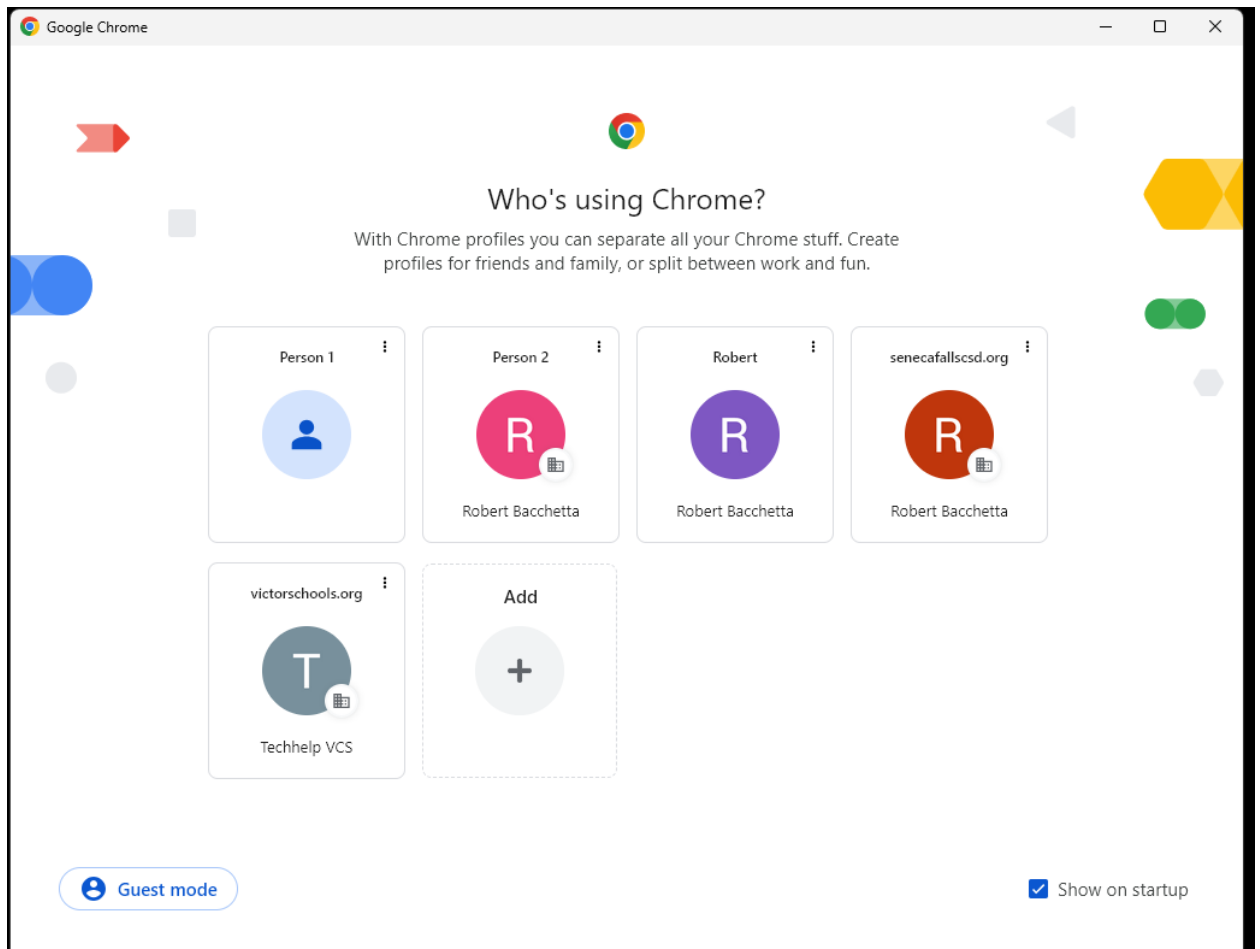 Google Chrome
Who's using Chrome?
With Chrome profiles you can separate all your Chrome stuff. Create
profiles for friends and family, or split between work and fun.
Person 1
Person 2
R
Robert Bacchetta
Robert
R
Robert Bacchetta
senecafallscsd.org
R
Robert Bacchetta
victorschools.org
T
Techhelp VCS
Add
Guest mode
Show on startup